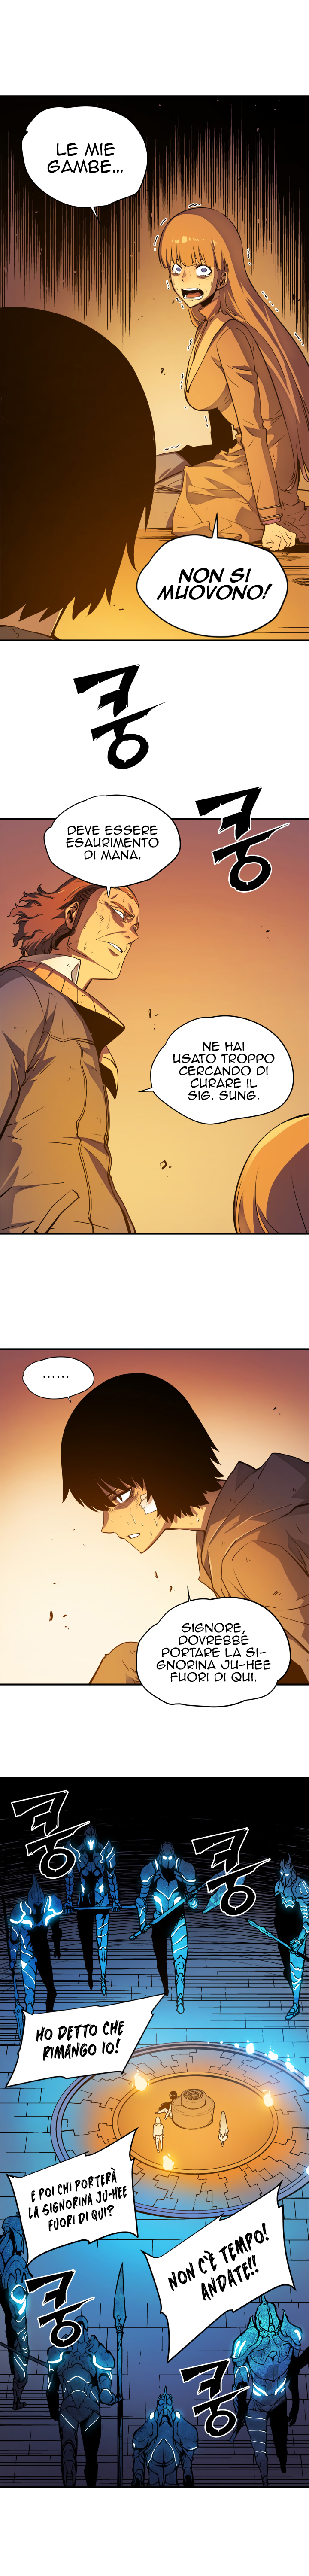 LE MIE
GAMBE...
NON SI
MUOVONO!
쿵
쿵
DEVE ESSERE
ESAURIMENTO
DI MANA.
NE HAI
USATO TROPPO
CERCANDO DI
CURARE IL
SIG. SUNG.
......
SIGNORE,
DOVREBBE
PORTARE LA SI-
GNORINA JU-HEE
FUORI DI QUI.
쿵
쿵
HO DETTO CHE
RIMANGO IO!
E POI CHI PORTERÀ
LA SIGNORINA JU-HEE
FUORI DI QUI?
NON C'È TEMPO!
ANDATE!!
쿵
쿵